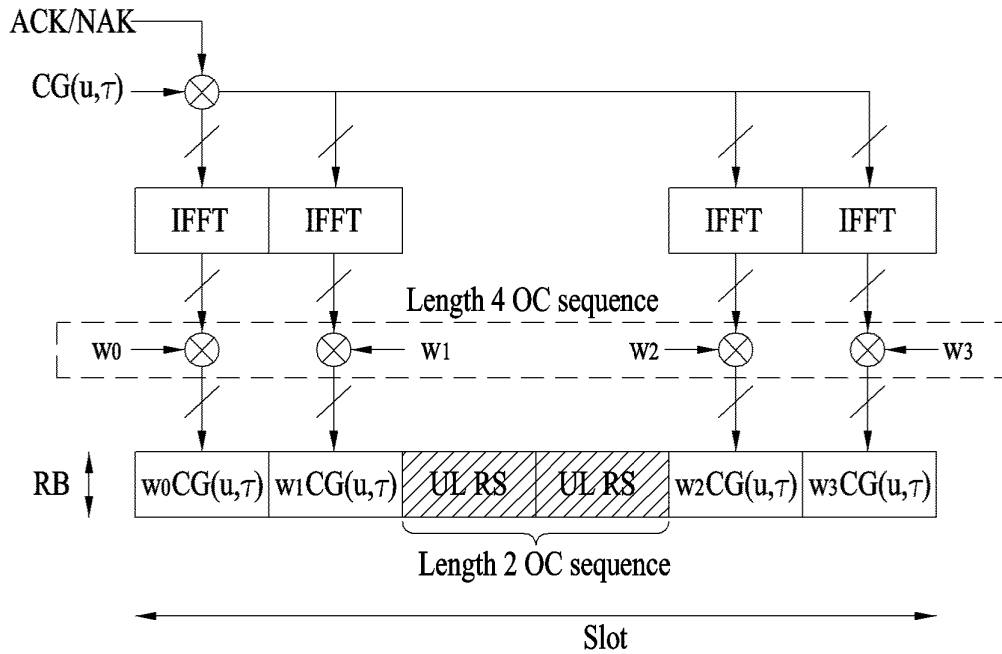 ACK/NAK
CG(u,τ)
IFFT IFFT IFFT IFFT
Length 4 OC sequence
w0 w1 w2 w3
RB w0CG(u,τ) w1CG(u,τ) UL RS UL RS w2CG(u,τ) w3CG(u,τ)
Length 2 OC sequence
Slot